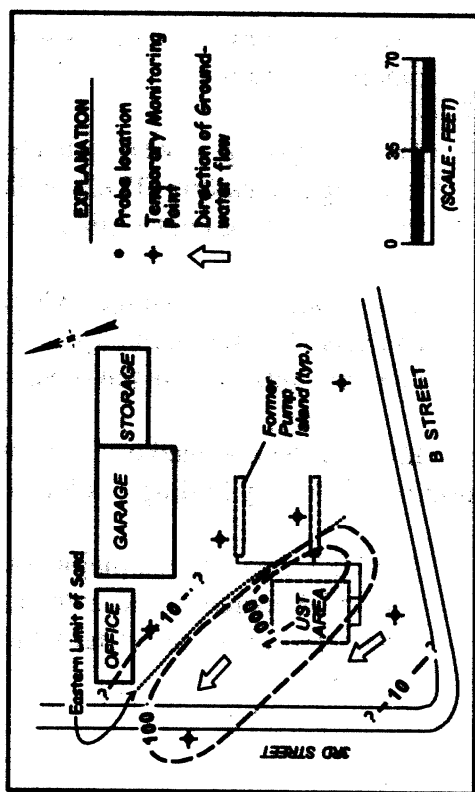 EXPLANATION
Probe location
Temporary Monitoring
Point
Direction of Ground-
water flow
0 35 70
(SCALE - FEET)
Eastern Limit of Sand
OFFICE
GARAGE
STORAGE
Former
Pump
Island (typ.)
? 10 ?
100
1,000
UST
AREA
? 10 ?
3RD STREET
B STREET